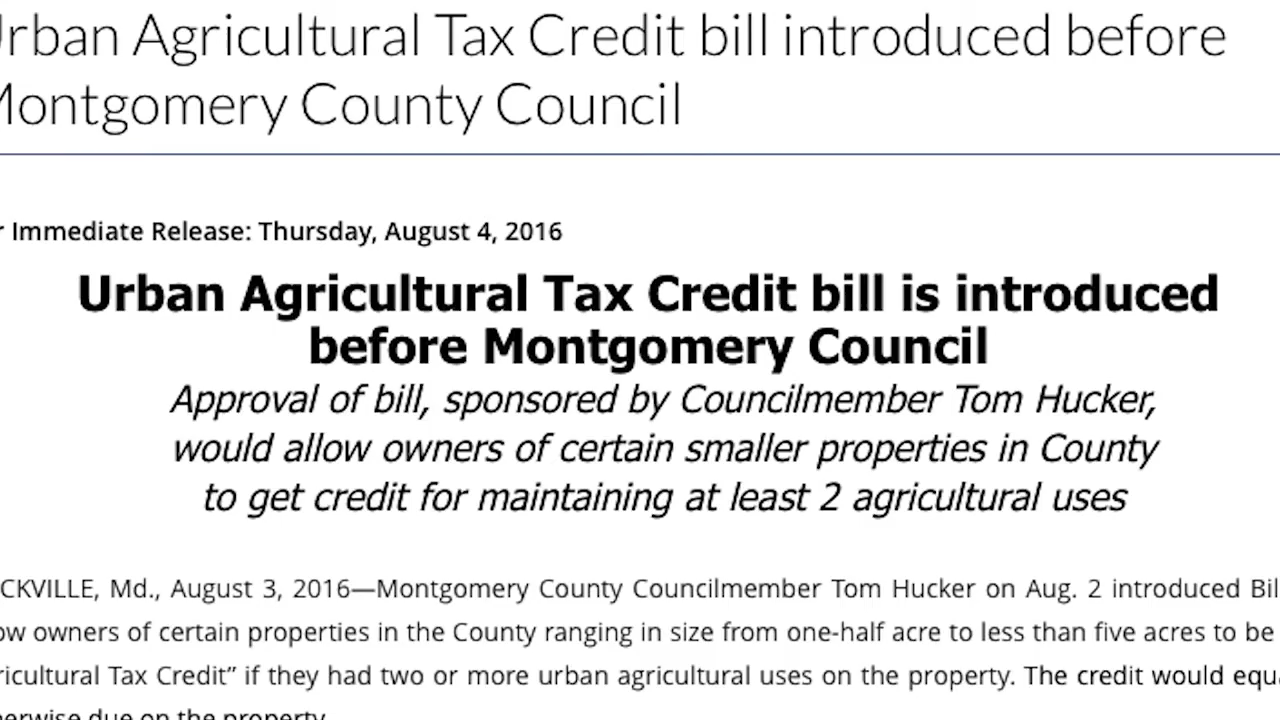 Urban Agricultural Tax Credit bill introduced before
Montgomery County Council
r Immediate Release: Thursday, August 4, 2016
Urban Agricultural Tax Credit bill is introduced
before Montgomery Council
Approval of bill, sponsored by Councilmember Tom Hucker,
would allow owners of certain smaller properties in County
to get credit for maintaining at least 2 agricultural uses
CKVILLE, Md., August 3, 2016—Montgomery County Councilmember Tom Hucker on Aug. 2 introduced Bil
ow owners of certain properties in the County ranging in size from one-half acre to less than five acres to be
ricultural Tax Credit” if they had two or more urban agricultural uses on the property. The credit would equa
erwise due on the property.